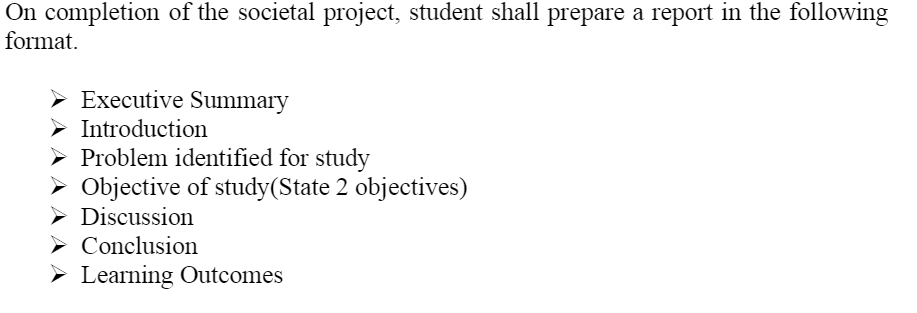 On completion of the societal project, student shall prepare a report in the following
format.
➢ Executive Summary
➢ Introduction
➢ Problem identified for study
➢ Objective of study(State 2 objectives)
➢ Discussion
➢ Conclusion
➢ Learning Outcomes